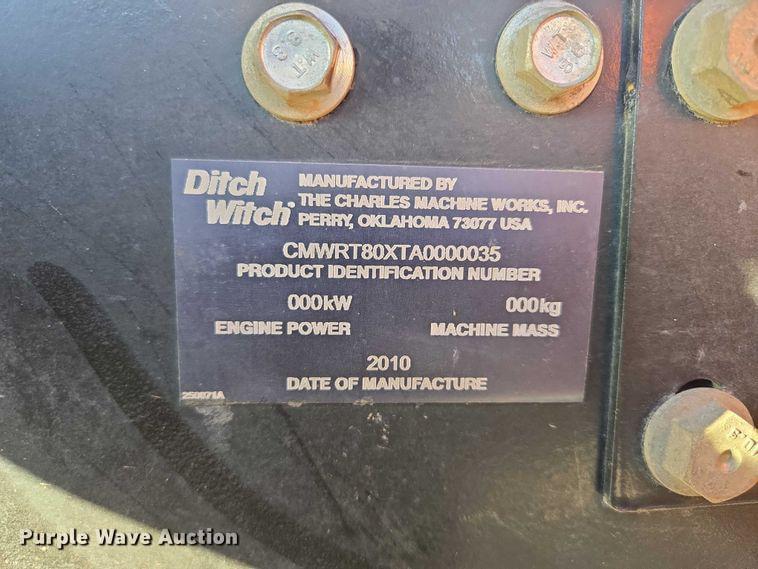 Ditch
Witch®
MANUFACTURED BY
THE CHARLES MACHINE WORKS, INC.
PERRY, OKLAHOMA 73077 USA
CMWRT80XTA0000035
PRODUCT IDENTIFICATION NUMBER
000kW
000kg
ENGINE POWER
MACHINE MASS
2010
DATE OF MANUFACTURE
250071A
Purple Wave Auction